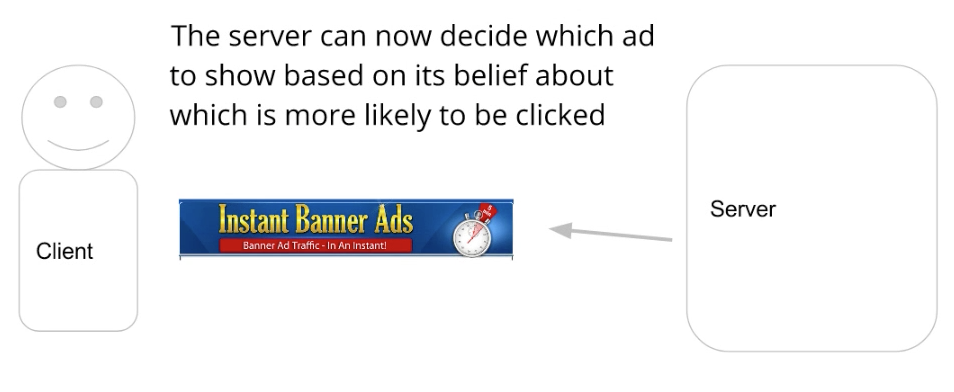 The server can now decide which ad
to show based on its belief about
which is more likely to be clicked
Instant Banner Ads
Banner Ad Traffic - In An Instant!
Server
Client